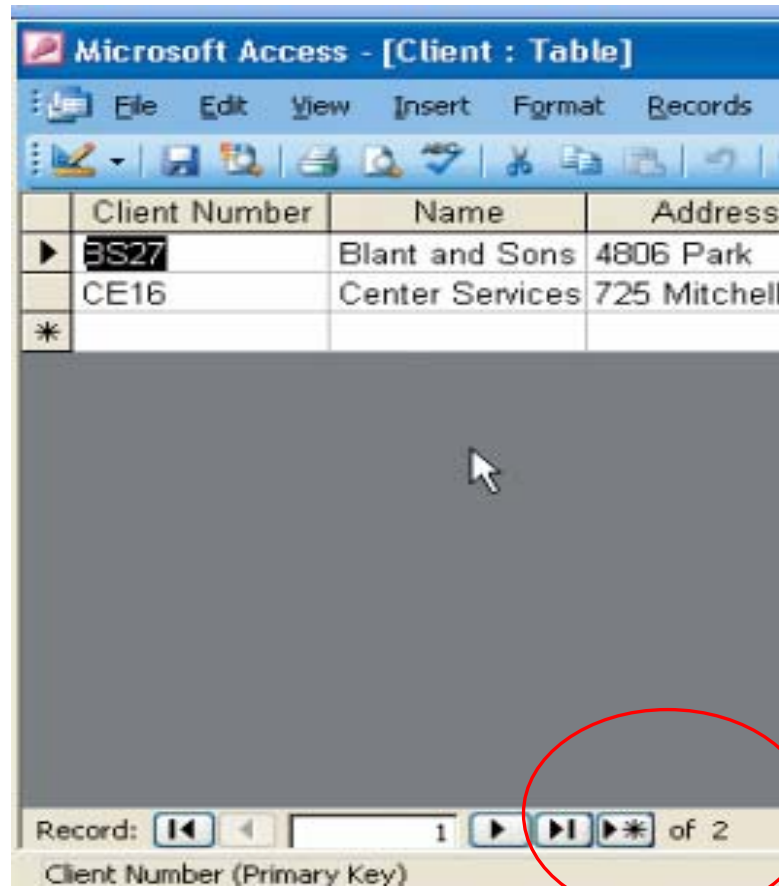 Microsoft Access - [Client : Table]
File Edit View Insert Format Records
Client Number Name Address
BS27 Blant and Sons 4806 Park
CE16 Center Services 725 Mitchell
Record: 1 of 2
Client Number (Primary Key)